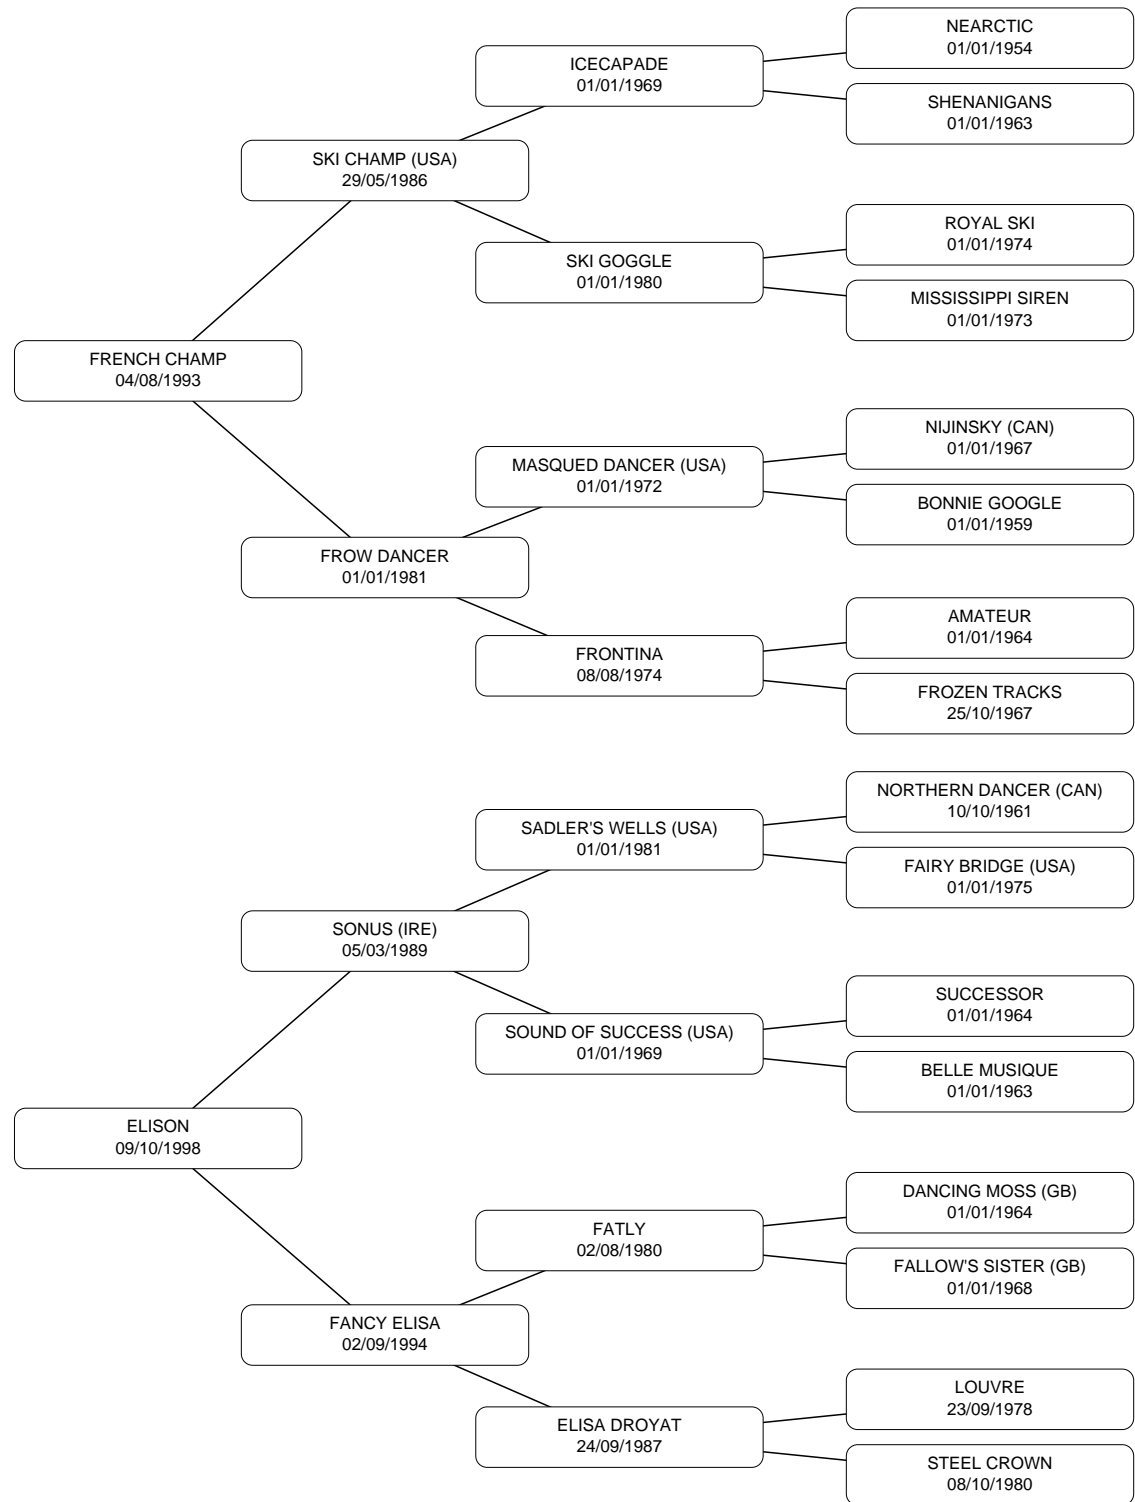 NEARCTIC
01/01/1954
ICECAPADE
01/01/1969
SHENANIGANS
01/01/1963
SKI CHAMP (USA)
29/05/1986
ROYAL SKI
01/01/1974
SKI GOGGLE
01/01/1980
MISSISSIPPI SIREN
01/01/1973
FRENCH CHAMP
04/08/1993
NIJINSKY (CAN)
01/01/1967
MASQUED DANCER (USA)
01/01/1972
BONNIE GOOGLE
01/01/1959
FROW DANCER
01/01/1981
AMATEUR
01/01/1964
FRONTINA
08/08/1974
FROZEN TRACKS
25/10/1967
NORTHERN DANCER (CAN)
10/10/1961
SADLER'S WELLS (USA)
01/01/1981
FAIRY BRIDGE (USA)
01/01/1975
SONUS (IRE)
05/03/1989
SUCCESSOR
01/01/1964
SOUND OF SUCCESS (USA)
01/01/1969
BELLE MUSIQUE
01/01/1963
ELISON
09/10/1998
DANCING MOSS (GB)
01/01/1964
FATLY
02/08/1980
FALLOW'S SISTER (GB)
01/01/1968
FANCY ELISA
02/09/1994
LOUVRE
23/09/1978
ELISA DROYAT
24/09/1987
STEEL CROWN
08/10/1980